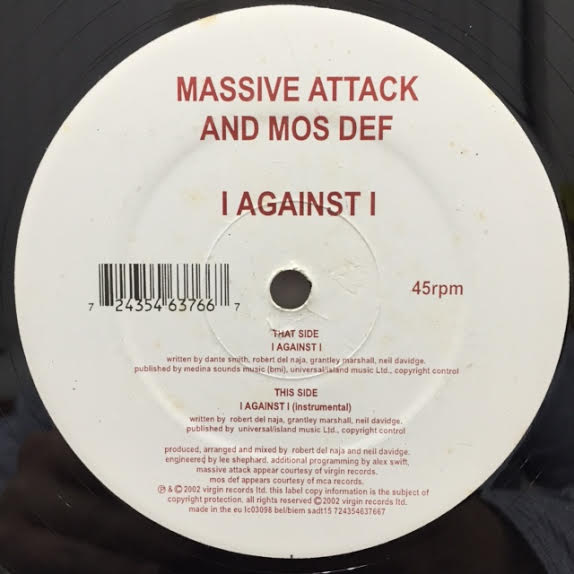 MASSIVE ATTACK
AND MOS DEF
I AGAINST I
7 24354 63766 7
45rpm
THAT SIDE
I AGAINST I
written by dante smith, robert del naja, grantley marshall, neil davidge.
published by medina sounds music (bmi), universal/island music Ltd., copyright control
THIS SIDE
I AGAINST I (instrumental)
written by robert del naja, grantley marshall, neil davidge.
published by universal/island music Ltd., copyright control
produced, arranged and mixed by robert del naja and neil davidge.
engineered by lee shephard, additional programming by alex swift,
massive attack appear courtesy of virgin records.
mos def appears courtesy of mca records.
℗ & © 2002 virgin records ltd. this label copy information is the subject of
copyright protection. all rights reserved © 2002 virgin records ltd.
made in the eu lc03098 bel/biem sadt15 724354637667